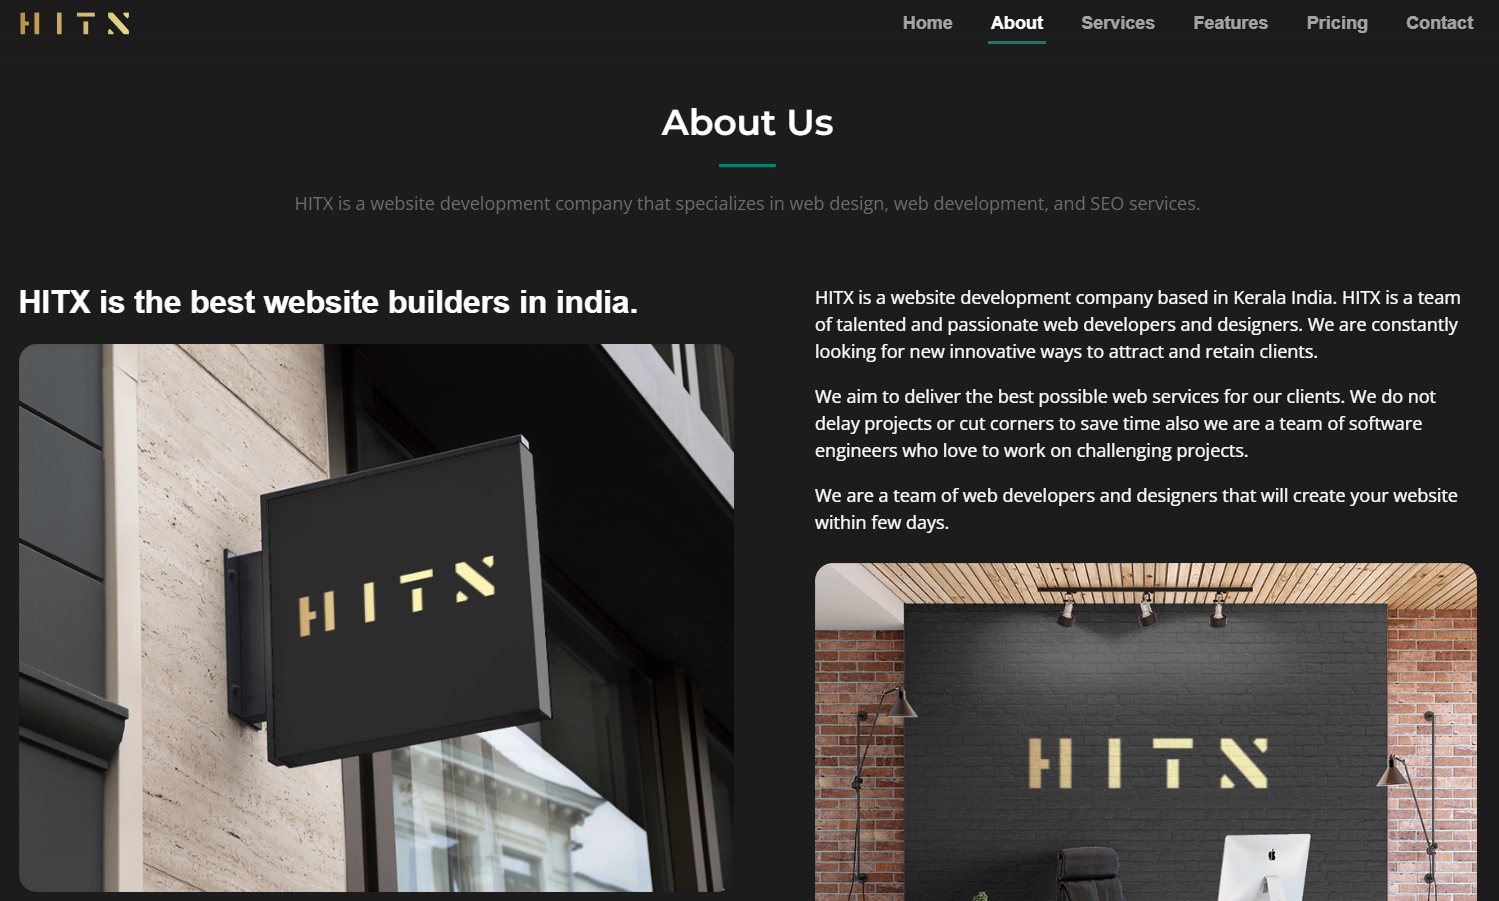 HITX
Home About Services Features Pricing Contact
About Us
HITX is a website development company that specializes in web design, web development, and SEO services.
HITX is the best website builders in india.
HITX
HITX is a website development company based in Kerala India. HITX is a team
of talented and passionate web developers and designers. We are constantly
looking for new innovative ways to attract and retain clients.
We aim to deliver the best possible web services for our clients. We do not
delay projects or cut corners to save time also we are a team of software
engineers who love to work on challenging projects.
We are a team of web developers and designers that will create your website
within few days.
HITX